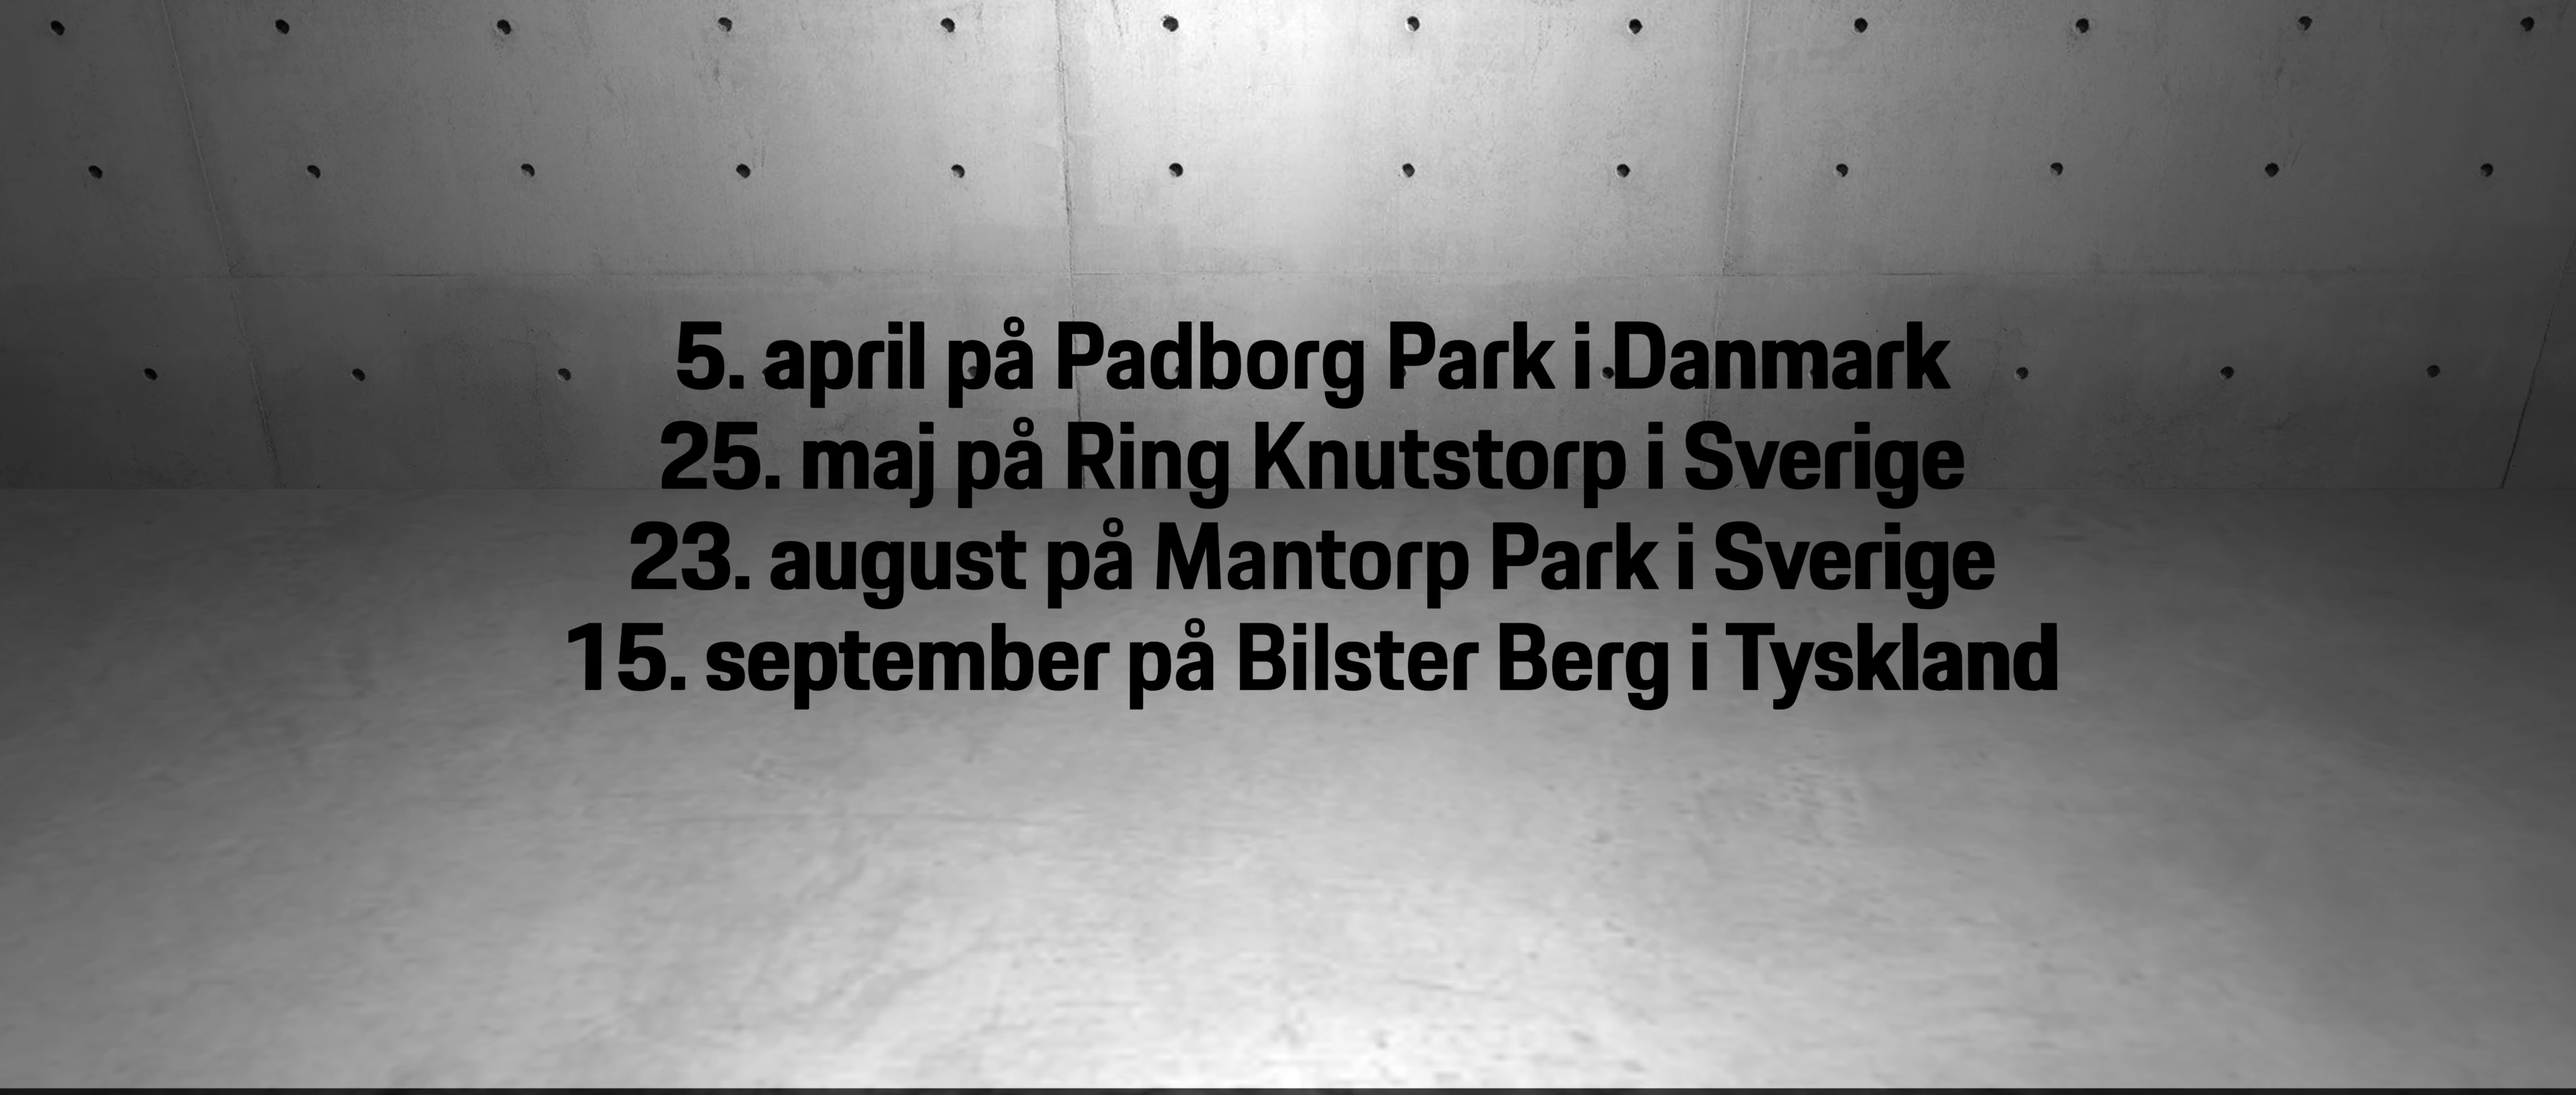 5. april på Padborg Park i Danmark
25. maj på Ring Knutstorp i Sverige
23. august på Mantorp Park i Sverige
15. september på Bilster Berg i Tyskland